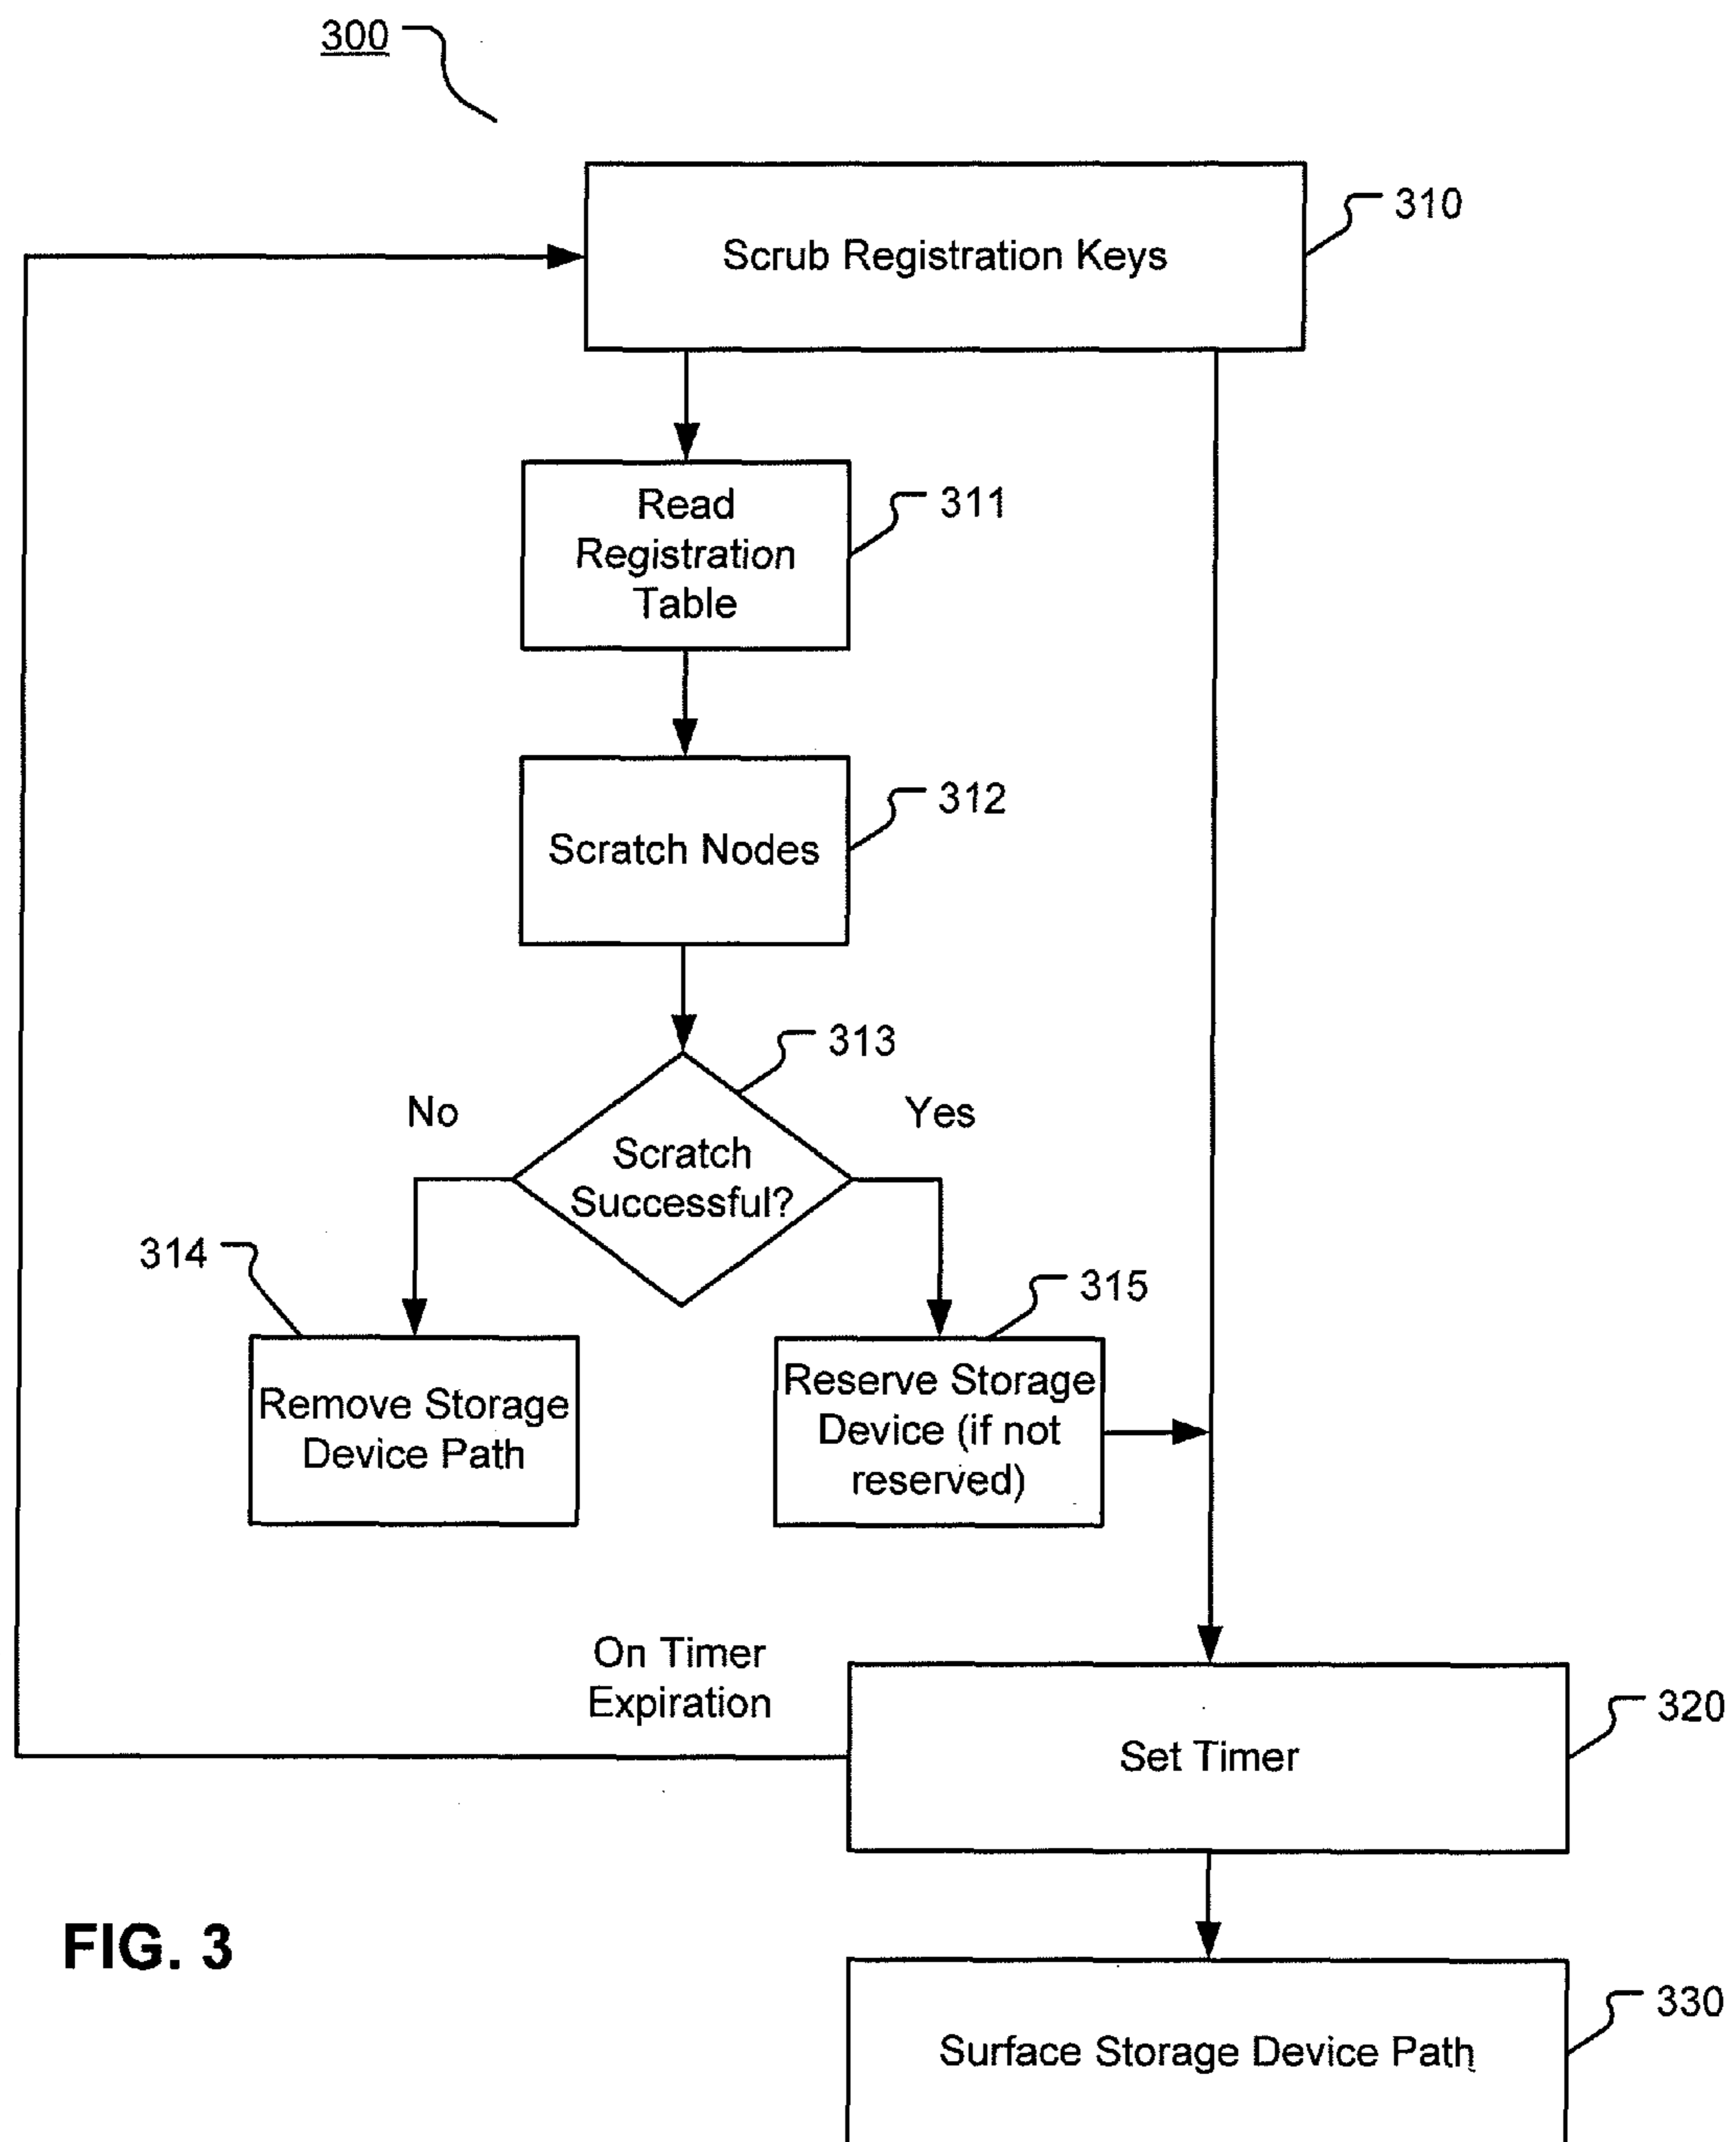 300
Scrub Registration Keys
310
Read
Registration
Table
311
Scratch Nodes
312
313
No
Yes
Scratch
Successful?
314
315
Remove Storage
Device Path
Reserve Storage
Device (if not
reserved)
On Timer
Expiration
320
Set Timer
FIG. 3
330
Surface Storage Device Path